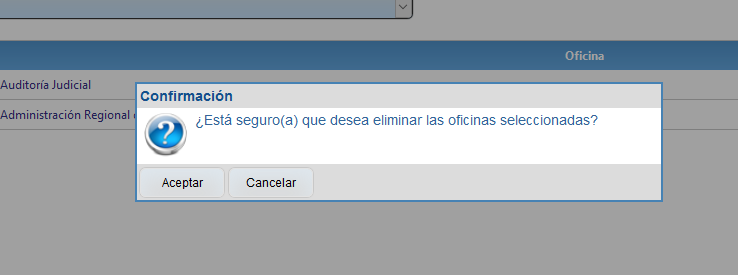 Oficina
Auditoría Judicial
Administración Regional
Confirmación
¿Está seguro(a) que desea eliminar las oficinas seleccionadas?
Aceptar
Cancelar